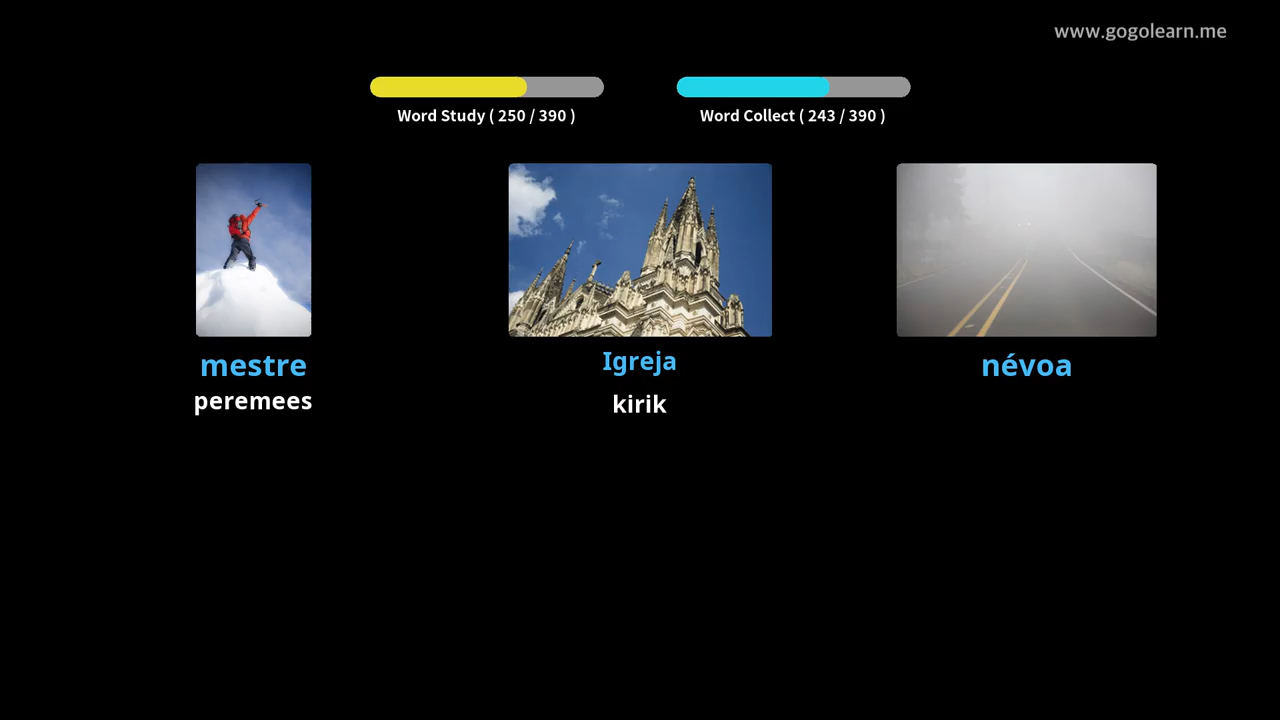 www.gogolearn.me
Word Study ( 250 / 390 )
Word Collect ( 243 / 390 )
mestre
peremees
Igreja
kirik
névoa